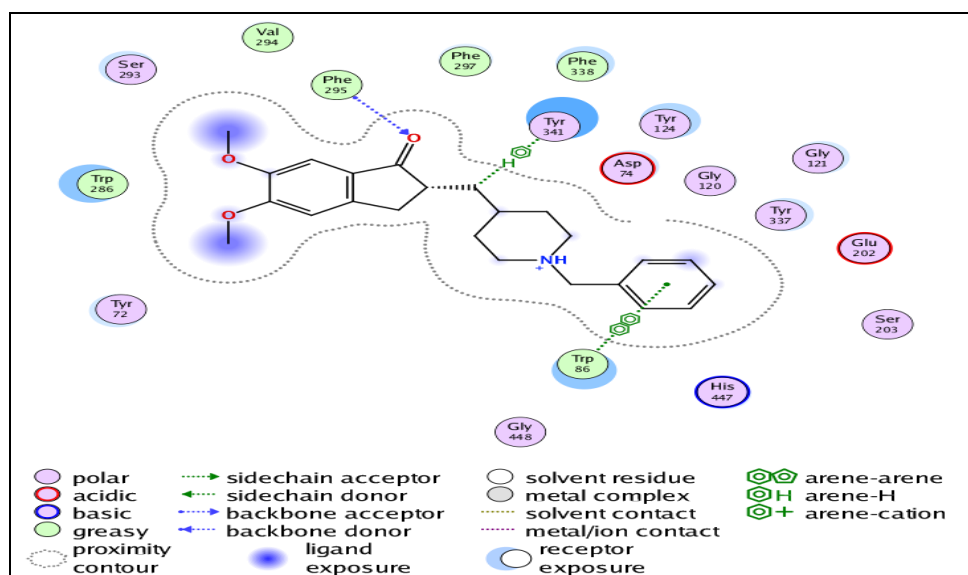 Val
294
Ser
293
Phe
295
Phe
297
Phe
338
Tyr
341
Tyr
124
O
H
Asp
74
Gly
120
Gly
121
O
Trp
286
Tyr
337
O
Glu
202
NH
+
Tyr
72
Ser
203
Trp
86
His
447
Gly
448
polar
acidic
basic
greasy
proximity
contour
sidechain acceptor
sidechain donor
backbone acceptor
backbone donor
ligand
exposure
solvent residue
metal complex
solvent contact
metal/ion contact
receptor
exposure
arene-arene
H arene-H
+ arene-cation